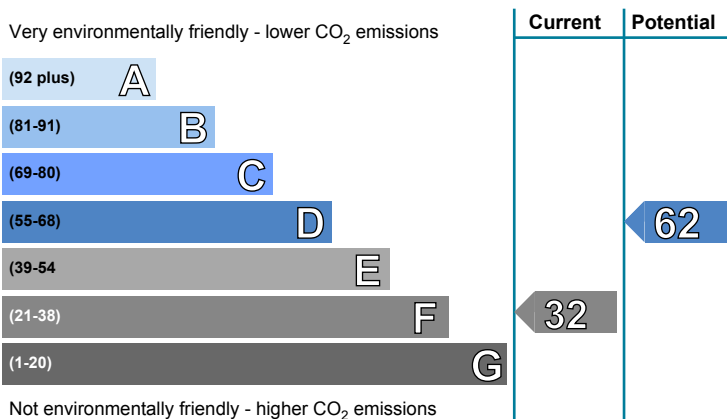 Current Potential
Very environmentally friendly - lower CO2 emissions
(92 plus) A
(81-91) B
(69-80) C
(55-68) D 62
(39-54 E
(21-38) F 32
(1-20) G
Not environmentally friendly - higher CO2 emissions